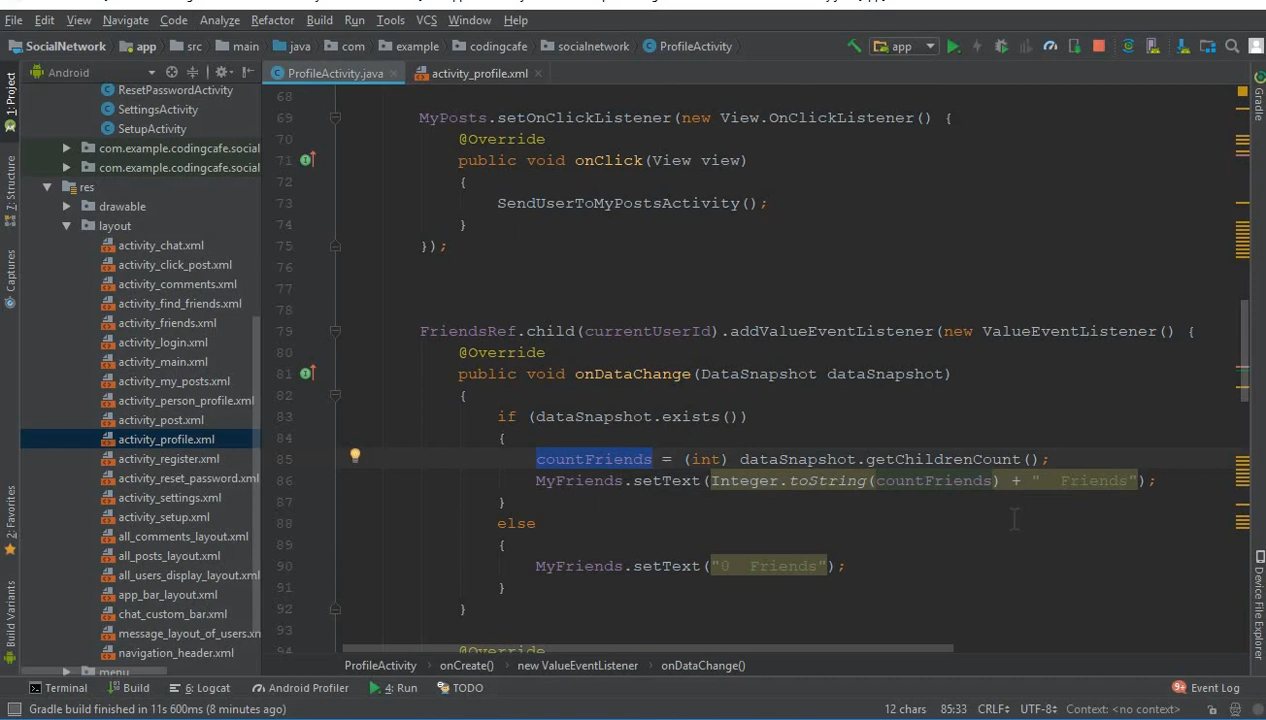 File Edit View Navigate Code Analyze Refactor Build Run Tools VCS Window Help
SocialNetwork app src main java com example codingcafe socialnetwork ProfileActivity app
Android ProfileActivity.java activity_profile.xml
1: Project
7: Structure
Captures
2: Favorites
Build Variants
ResetPasswordActivity
SettingsActivity
SetupActivity
com.example.codingcafe.social
com.example.codingcafe.social
res
drawable
layout
activity_chat.xml
activity_click_post.xml
activity_comments.xml
activity_find_friends.xml
activity_friends.xml
activity_login.xml
activity_main.xml
activity_my_posts.xml
activity_person_profile.xml
activity_post.xml
activity_profile.xml
activity_register.xml
activity_reset_password.xml
activity_settings.xml
activity_setup.xml
all_comments_layout.xml
all_posts_layout.xml
all_users_display_layout.xml
app_bar_layout.xml
chat_custom_bar.xml
message_layout_of_users.xm
navigation_header.xml
menu
68
69 MyPosts.setOnClickListener(new View.OnClickListener() {
70 @Override
71 public void onClick(View view)
72 {
73 SendUserToMyPostsActivity();
74 }
75 });
76
77
78
79 FriendsRef.child(currentUserId).addValueEventListener(new ValueEventListener() {
80 @Override
81 public void onDataChange(DataSnapshot dataSnapshot)
82 {
83 if (dataSnapshot.exists())
84 {
85 countFriends = (int) dataSnapshot.getChildrenCount();
86 MyFriends.setText(Integer.toString(countFriends) + "  Friends");
87 }
88 else
89 {
90 MyFriends.setText("0  Friends");
91 }
92 }
93
94 @Override
Gradle
Device File Explorer
ProfileActivity onCreate() new ValueEventListener onDataChange()
Terminal Build 6: Logcat Android Profiler 4: Run TODO 9+ Event Log
Gradle build finished in 11s 600ms (8 minutes ago) 12 chars 85:33 CRLF÷ UTF-8÷ Context: <no context>